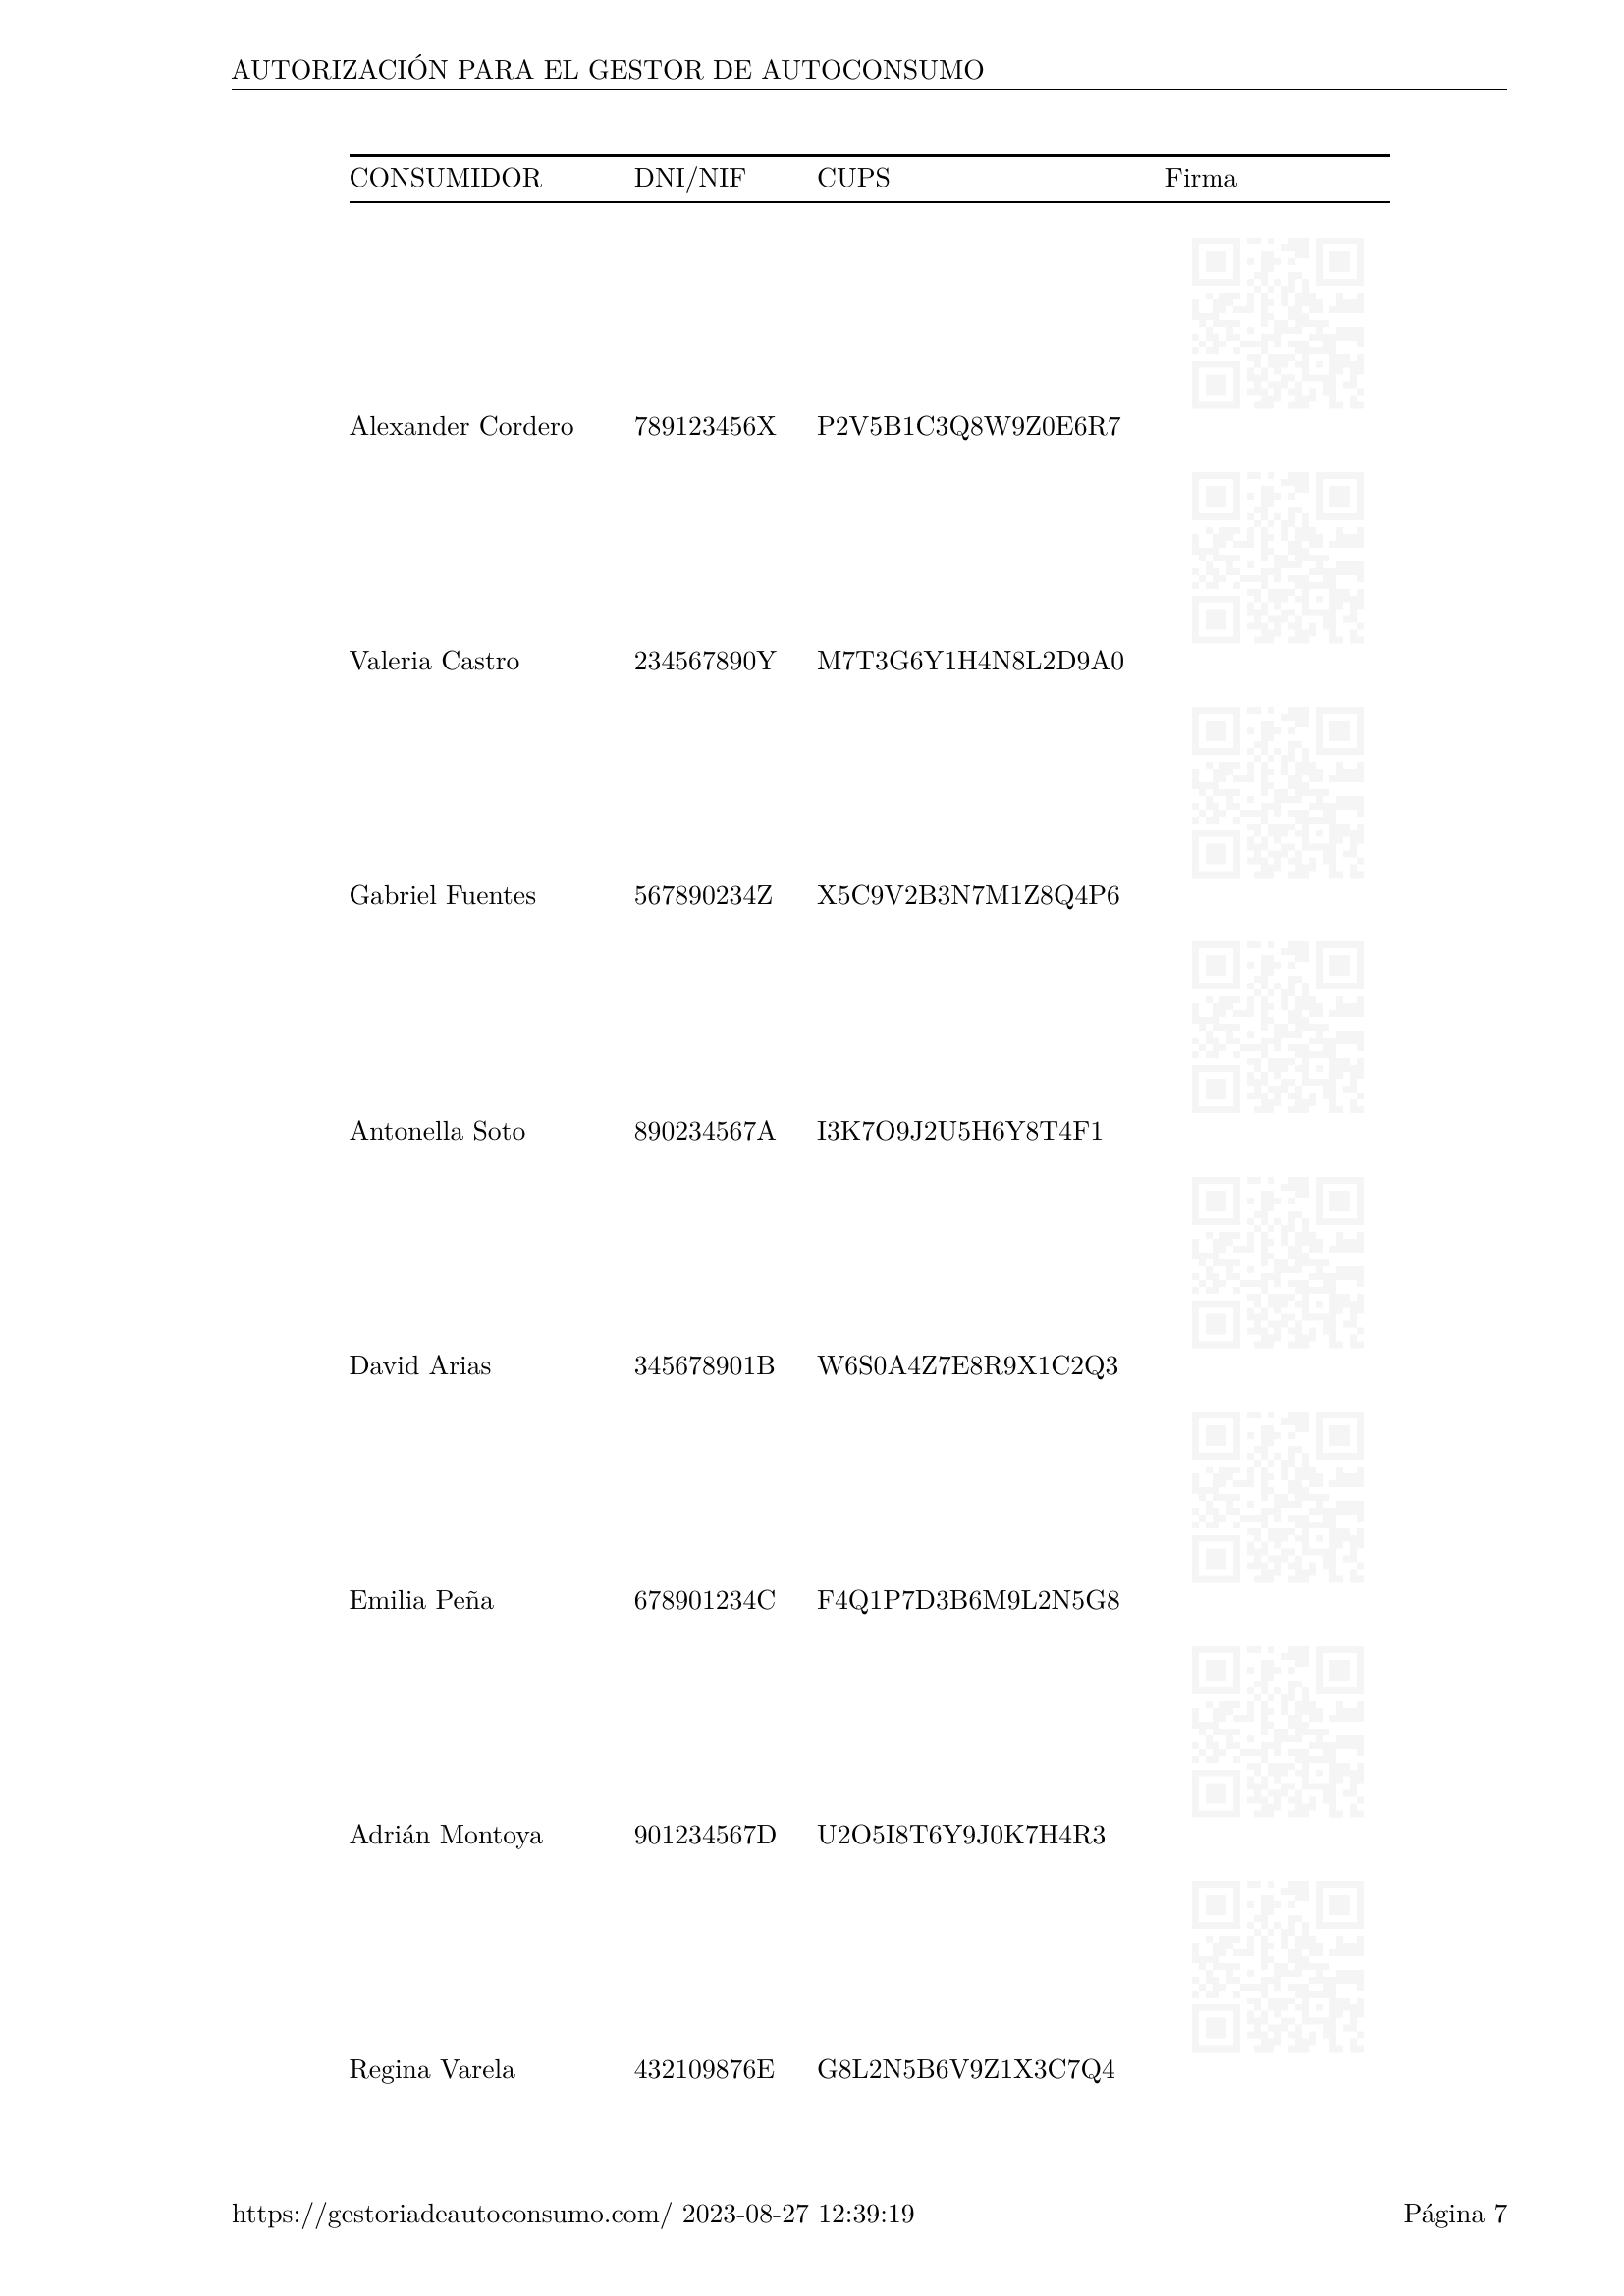 AUTORIZACIÓN PARA EL GESTOR DE AUTOCONSUMO
CONSUMIDOR DNI/NIF CUPS Firma
Alexander Cordero 789123456X P2V5B1C3Q8W9Z0E6R7
Valeria Castro 234567890Y M7T3G6Y1H4N8L2D9A0
Gabriel Fuentes 567890234Z X5C9V2B3N7M1Z8Q4P6
Antonella Soto 890234567A I3K7O9J2U5H6Y8T4F1
David Arias 345678901B W6S0A4Z7E8R9X1C2Q3
Emilia Peña 678901234C F4Q1P7D3B6M9L2N5G8
Adrián Montoya 901234567D U2O5I8T6Y9J0K7H4R3
Regina Varela 432109876E G8L2N5B6V9Z1X3C7Q4
https://gestoriadeautoconsumo.com/ 2023-08-27 12:39:19 Página 7